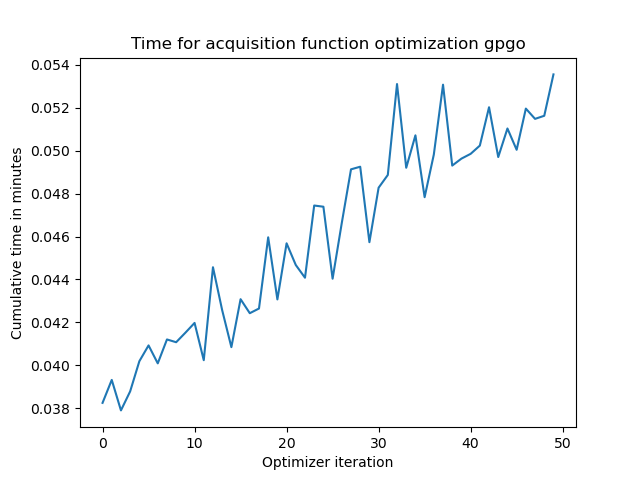 Time for acquisition function optimization gpgo
0.054
0.052
0.050
0.048
0.046
0.044
0.042
0.040
0.038
Cumulative time in minutes
0 10 20 30 40 50
Optimizer iteration